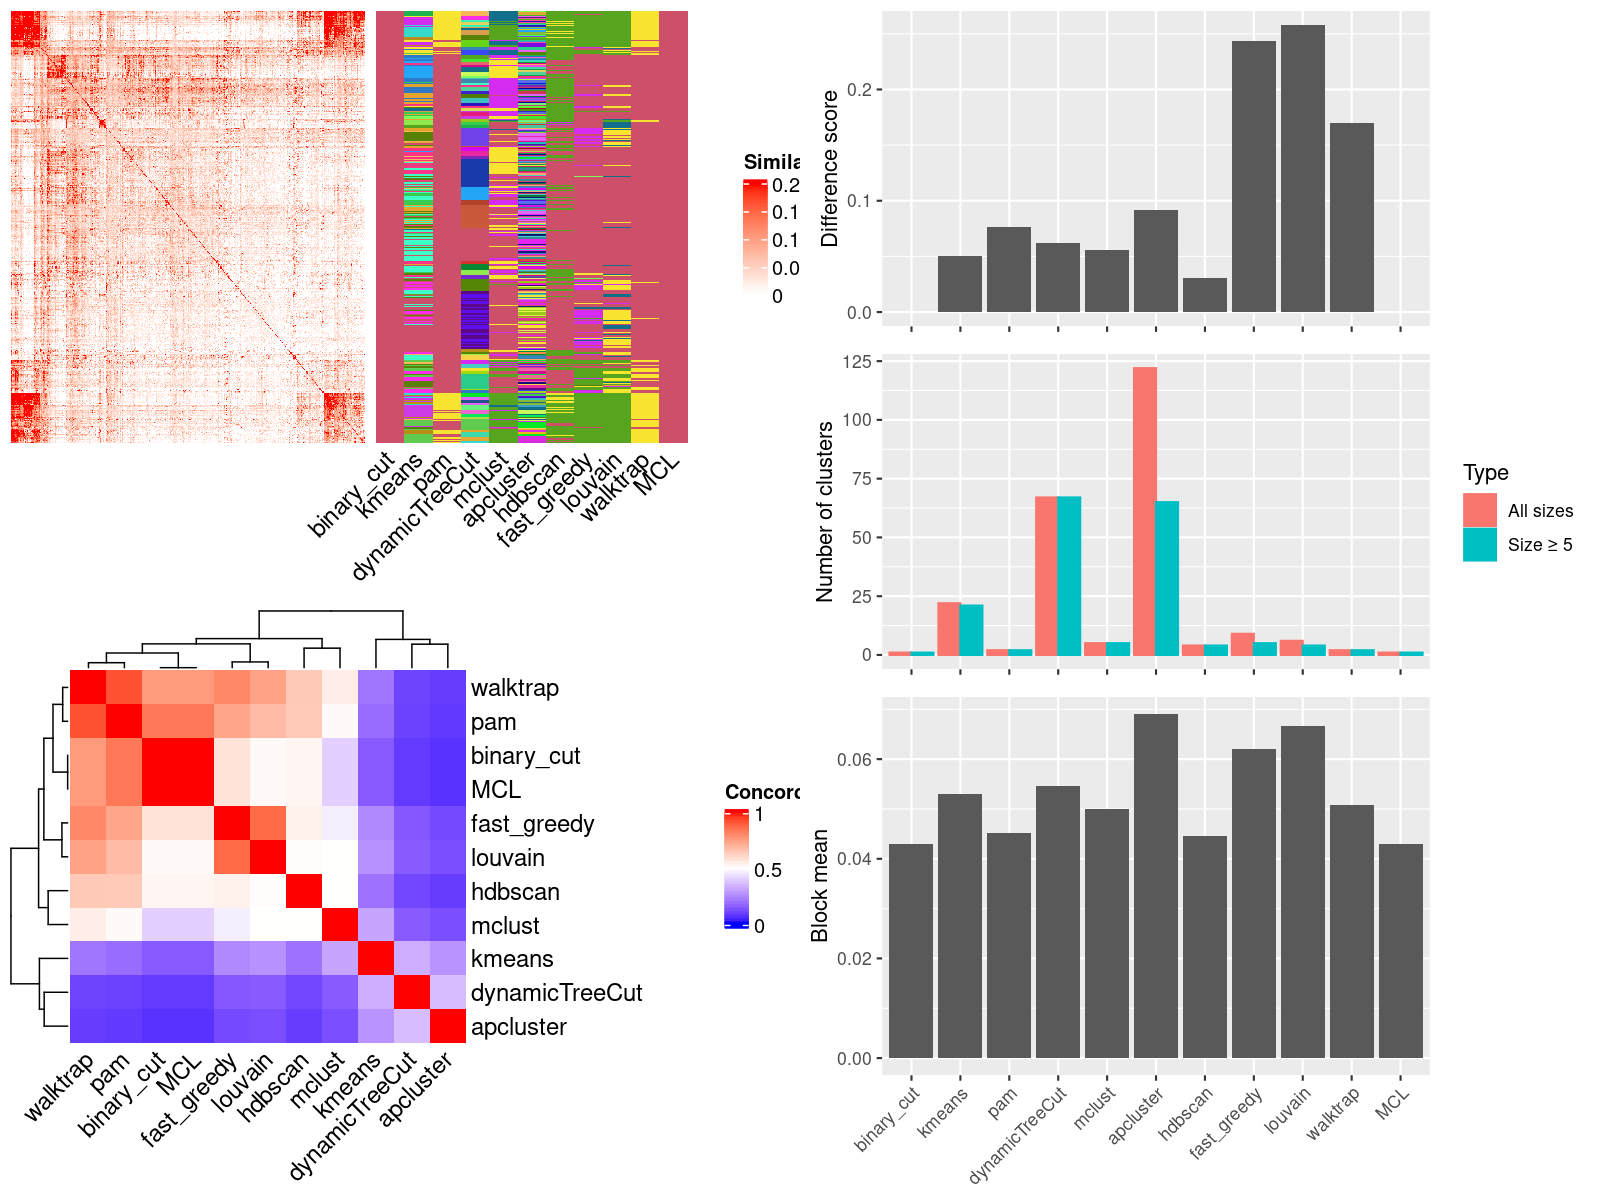 Simila
0.2
0.1
0.1
0.0
0
binary_cut
kmeans
pam
dynamicTreeCut
mclust
apcluster
hdbscan
fast_greedy
louvain
walktrap
MCL
walktrap
pam
binary_cut
MCL
fast_greedy
louvain
hdbscan
mclust
kmeans
dynamicTreeCut
apcluster
walktrap
pam
binary_cut
MCL
fast_greedy
louvain
hdbscan
mclust
kmeans
dynamicTreeCut
apcluster
Concord
1
0.5
0
Difference score
0.2
0.1
0.0
Number of clusters
125
100
75
50
25
0
Type
All sizes
Size ≥ 5
Block mean
0.06
0.04
0.02
0.00
binary_cut
kmeans
pam
dynamicTreeCut
mclust
apcluster
hdbscan
fast_greedy
louvain
walktrap
MCL